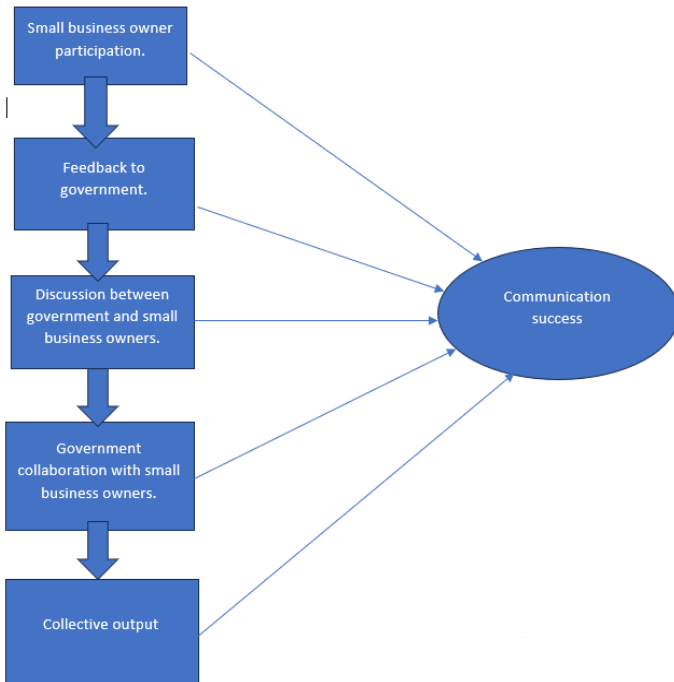 Small business owner
participation.
Feedback to
government.
Discussion between
government and small
business owners.
Communication
success
Government
collaboration with small
business owners.
Collective output